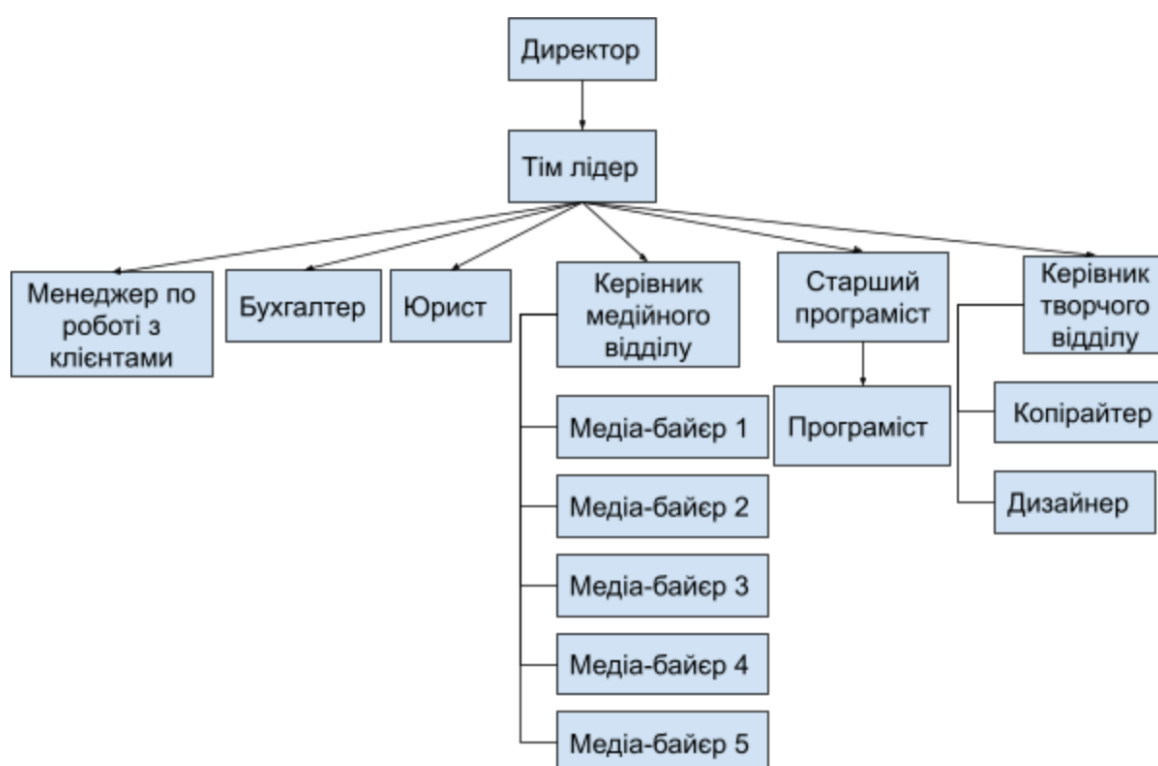 Директор
Тім лідер
Менеджер по
роботі з
клієнтами
Бухгалтер
Юрист
Керівник
медійного
відділу
Старший
програміст
Керівник
творчого
відділу
Медіа-байєр 1
Медіа-байєр 2
Медіа-байєр 3
Медіа-байєр 4
Медіа-байєр 5
Програміст
Копірайтер
Дизайнер